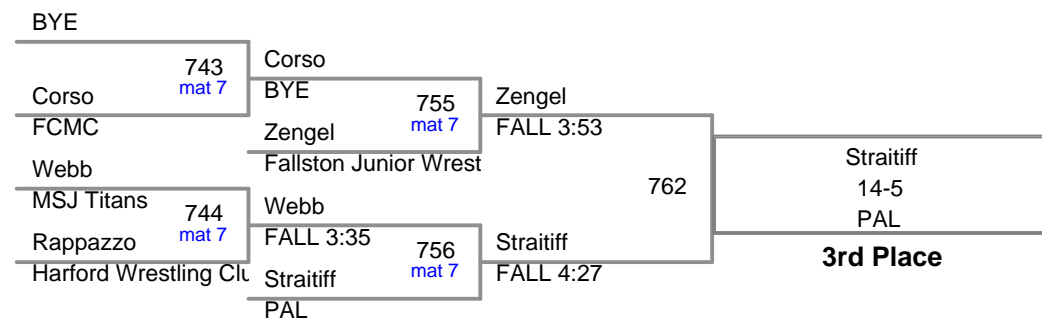 BYE
743
mat 7
Corso
FCMC
Corso
BYE
755
mat 7
Zengel
Fallston Junior Wrest
Zengel
FALL 3:53
Webb
MSJ Titans
744
mat 7
Rappazzo
Harford Wrestling Clu
Webb
FALL 3:35
756
mat 7
Straitiff
PAL
Straitiff
FALL 4:27
762
Straitiff
14-5
PAL
3rd Place